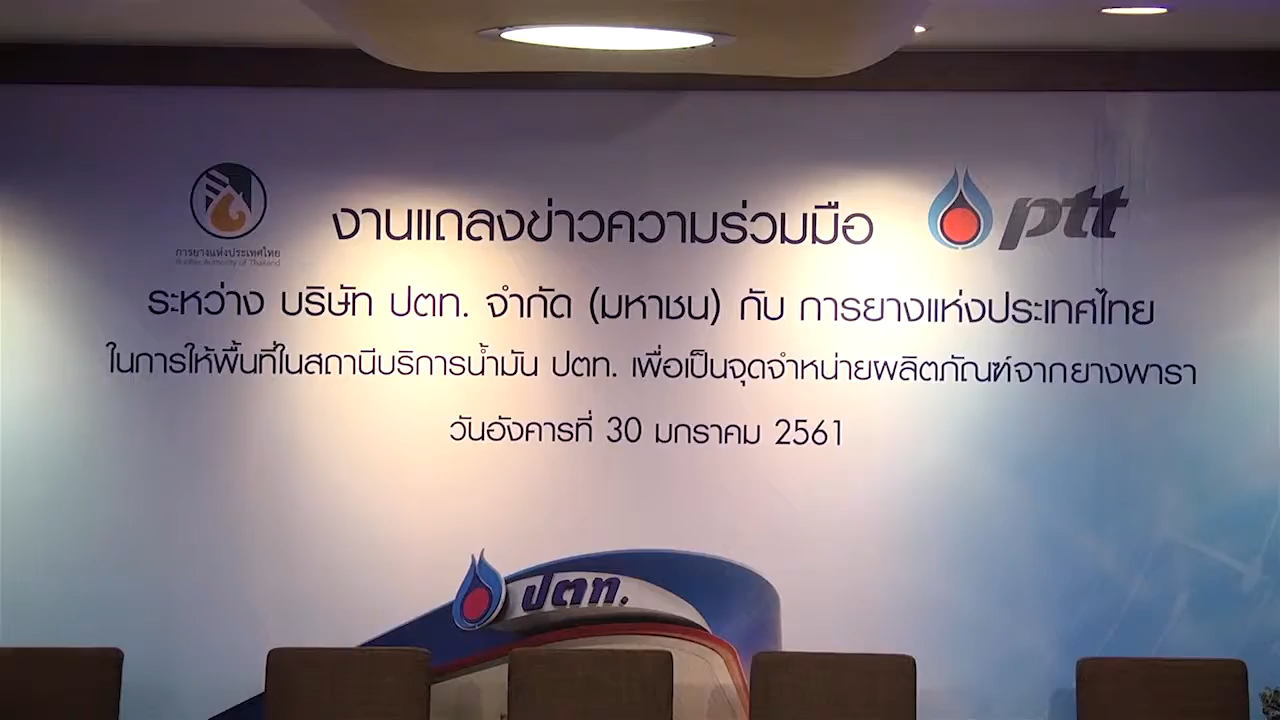 การยางแห่งประเทศไทย
Rubber Authority of Thailand
งานแถลงข่าวความร่วมมือ
ptt
ระหว่าง บริษัท ปตท. จำกัด (มหาชน) กับ การยางแห่งประเทศไทย
ในการให้พื้นที่ในสถานีบริการน้ำมัน ปตท. เพื่อเป็นจุดจำหน่ายผลิตภัณฑ์จากยางพารา
วันอังคารที่ 30 มกราคม 2561
ปตท.